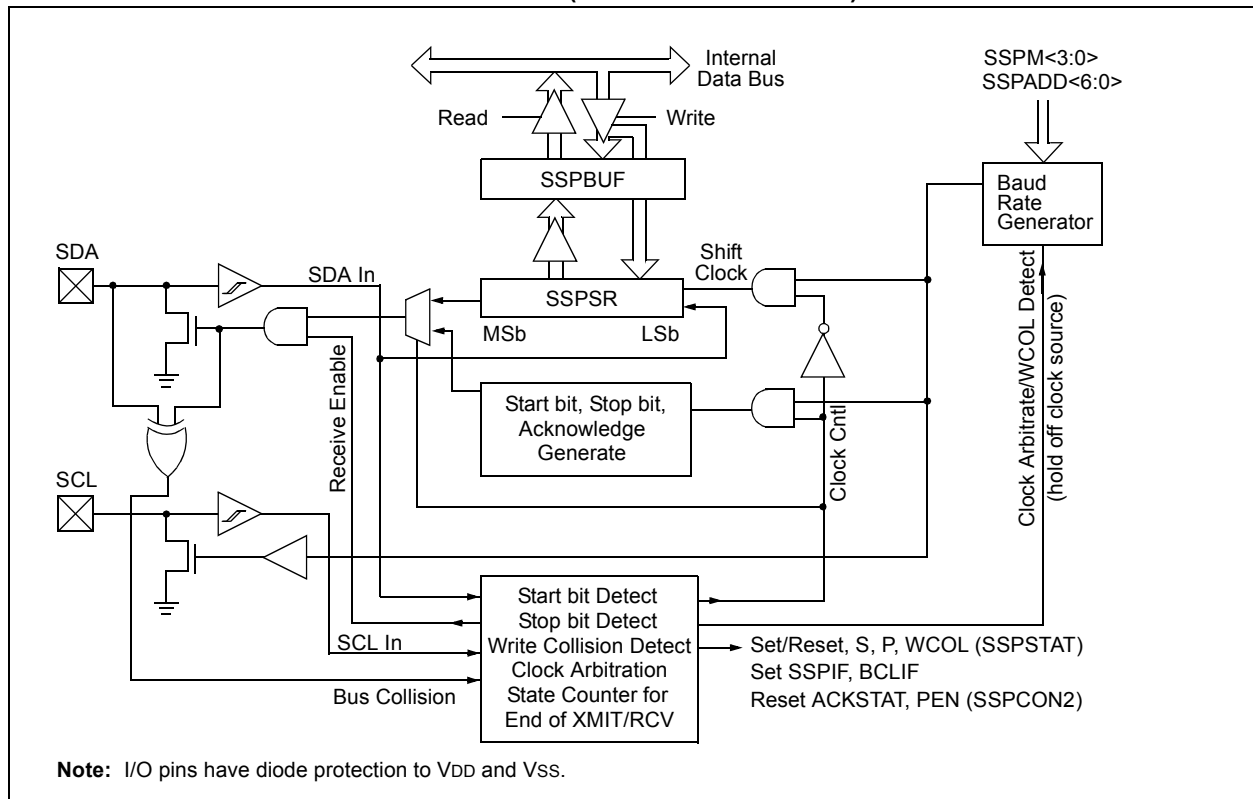 Internal
Data Bus
SSPM<3:0>
SSPADD<6:0>
Read
Write
SSPBUF
Baud
Rate
Generator
SDA
SDA In
Shift
Clock
SSPSR
MSb
LSb
Receive Enable
Start bit, Stop bit,
Acknowledge
Generate
Clock Cntl
Clock Arbitrate/WCOL Detect
(hold off clock source)
SCL
SCL In
Bus Collision
Start bit Detect
Stop bit Detect
Write Collision Detect
Clock Arbitration
State Counter for
End of XMIT/RCV
Set/Reset, S, P, WCOL (SSPSTAT)
Set SSPIF, BCLIF
Reset ACKSTAT, PEN (SSPCON2)
Note: I/O pins have diode protection to VDD and VSS.